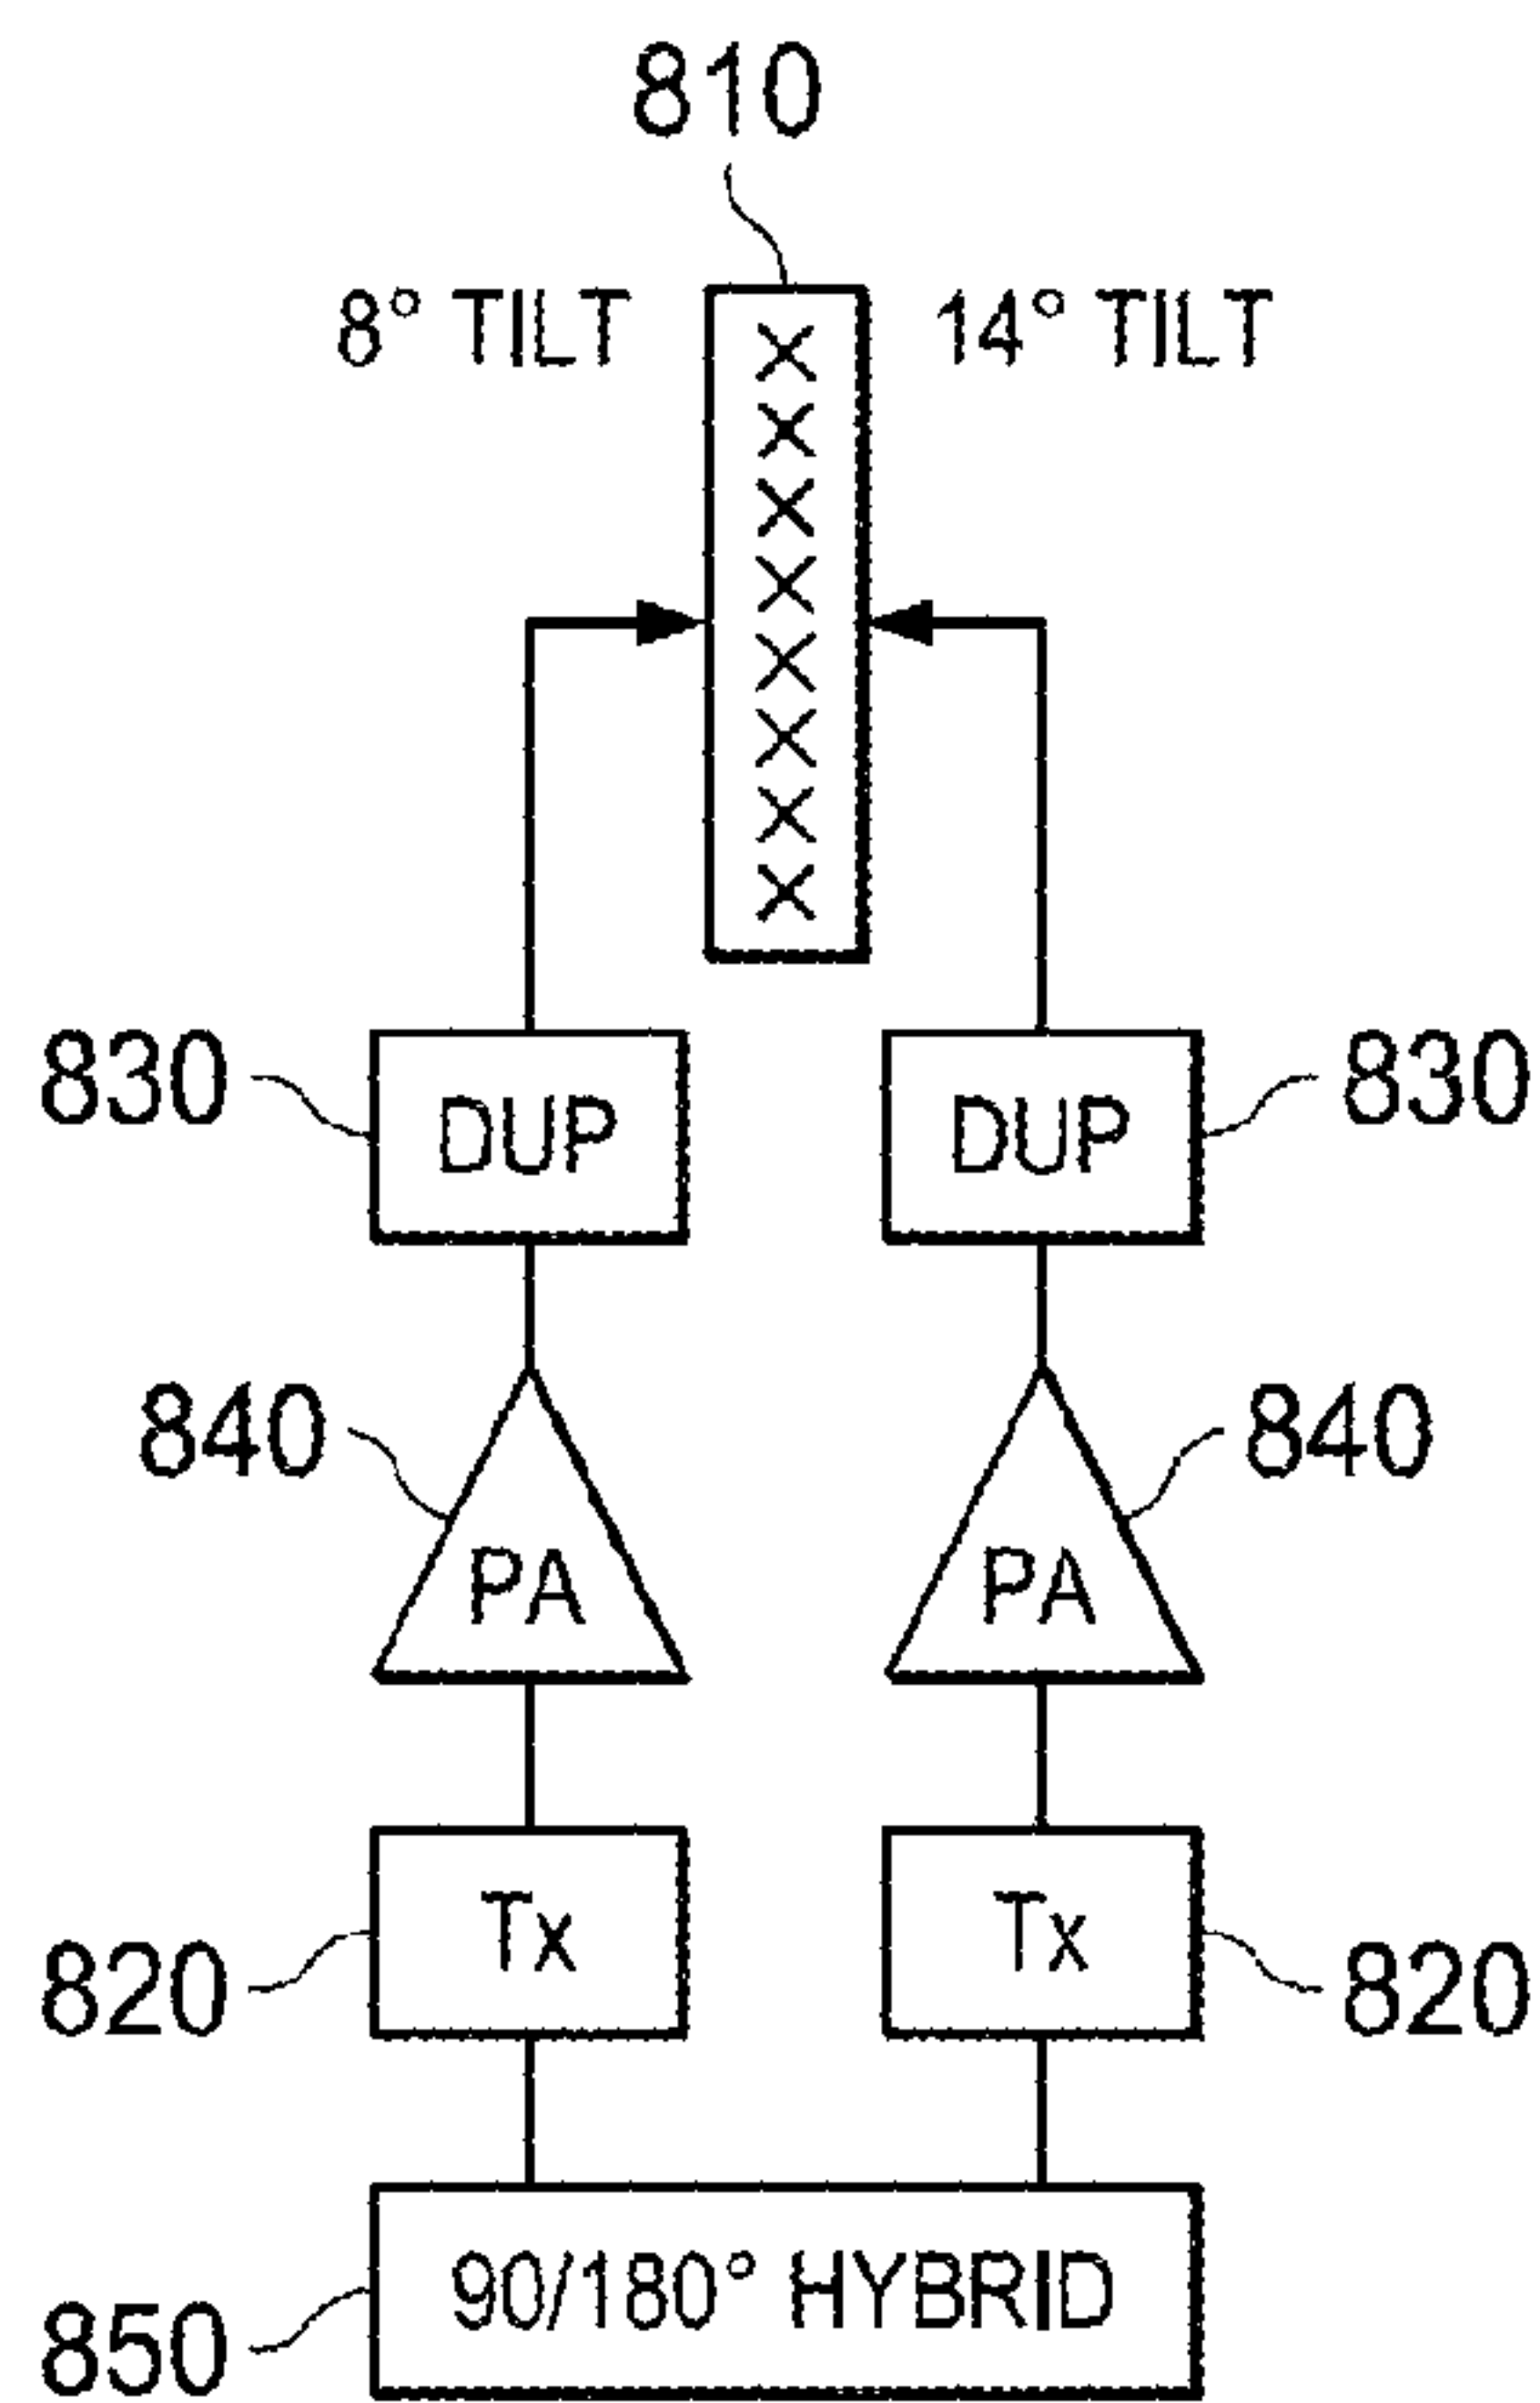 810
8° TILT 14° TILT
X
X
X
X
X
X
X
X
830 DUP DUP 830
840 PA PA 840
Tx Tx
820 820
90/180° HYBRID
850